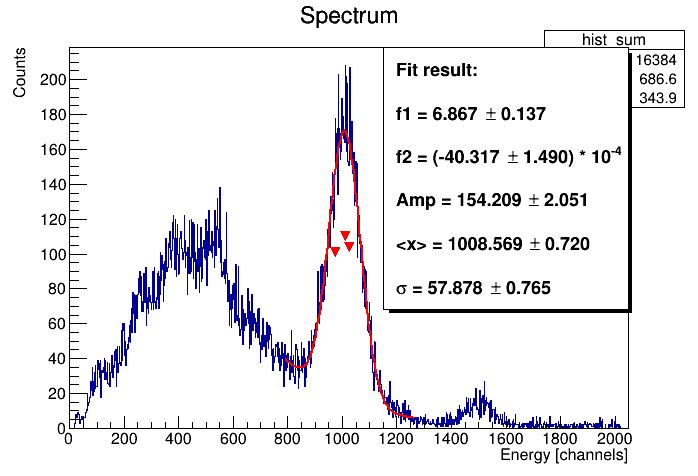 Spectrum
hist_sum
16384
686.6
343.9
Counts
Fit result:
f1 = 6.867 ± 0.137
f2 = (-40.317 ± 1.490) * 10⁻⁴
Amp = 154.209 ± 2.051
<x> = 1008.569 ± 0.720
σ = 57.878 ± 0.765
200
180
160
140
120
100
80
60
40
20
0
0 200 400 600 800 1000 1200 1400 1600 1800 2000
Energy [channels]